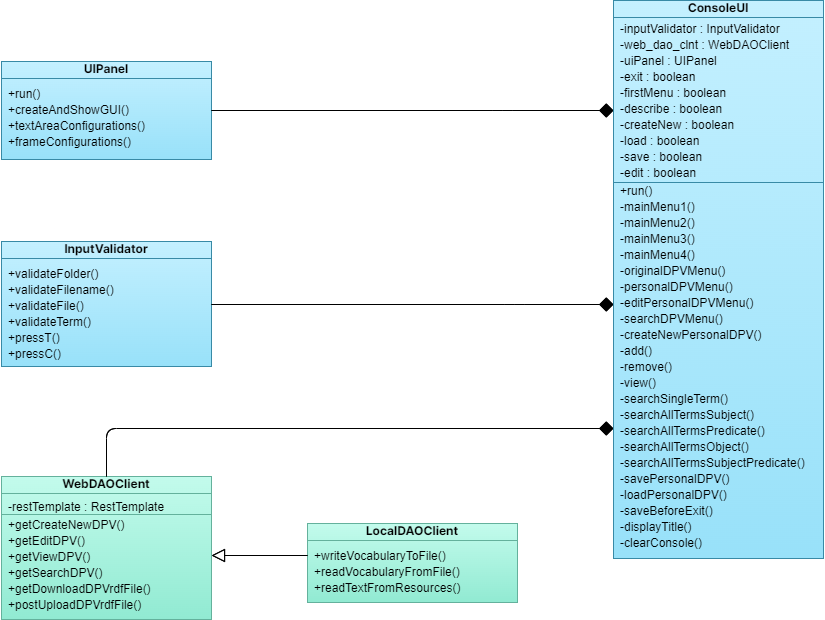 UIPanel
+run()
+createAndShowGUI()
+textAreaConfigurations()
+frameConfigurations()
InputValidator
+validateFolder()
+validateFilename()
+validateFile()
+validateTerm()
+pressT()
+pressC()
WebDAOClient
-restTemplate : RestTemplate
+getCreateNewDPV()
+getEditDPV()
+getViewDPV()
+getSearchDPV()
+getDownloadDPVrdfFile()
+postUploadDPVrdfFile()
LocalDAOClient
+writeVocabularyToFile()
+readVocabularyFromFile()
+readTextFromResources()
ConsoleUI
-inputValidator : InputValidator
-web_dao_clnt : WebDAOClient
-uiPanel : UIPanel
-exit : boolean
-firstMenu : boolean
-describe : boolean
-createNew : boolean
-load : boolean
-save : boolean
-edit : boolean
+run()
-mainMenu1()
-mainMenu2()
-mainMenu3()
-mainMenu4()
-originalDPVMenu()
-personalDPVMenu()
-editPersonalDPVMenu()
-searchDPVMenu()
-createNewPersonalDPV()
-add()
-remove()
-view()
-searchSingleTerm()
-searchAllTermsSubject()
-searchAllTermsPredicate()
-searchAllTermsObject()
-searchAllTermsSubjectPredicate()
-savePersonalDPV()
-loadPersonalDPV()
-saveBeforeExit()
-displayTitle()
-clearConsole()